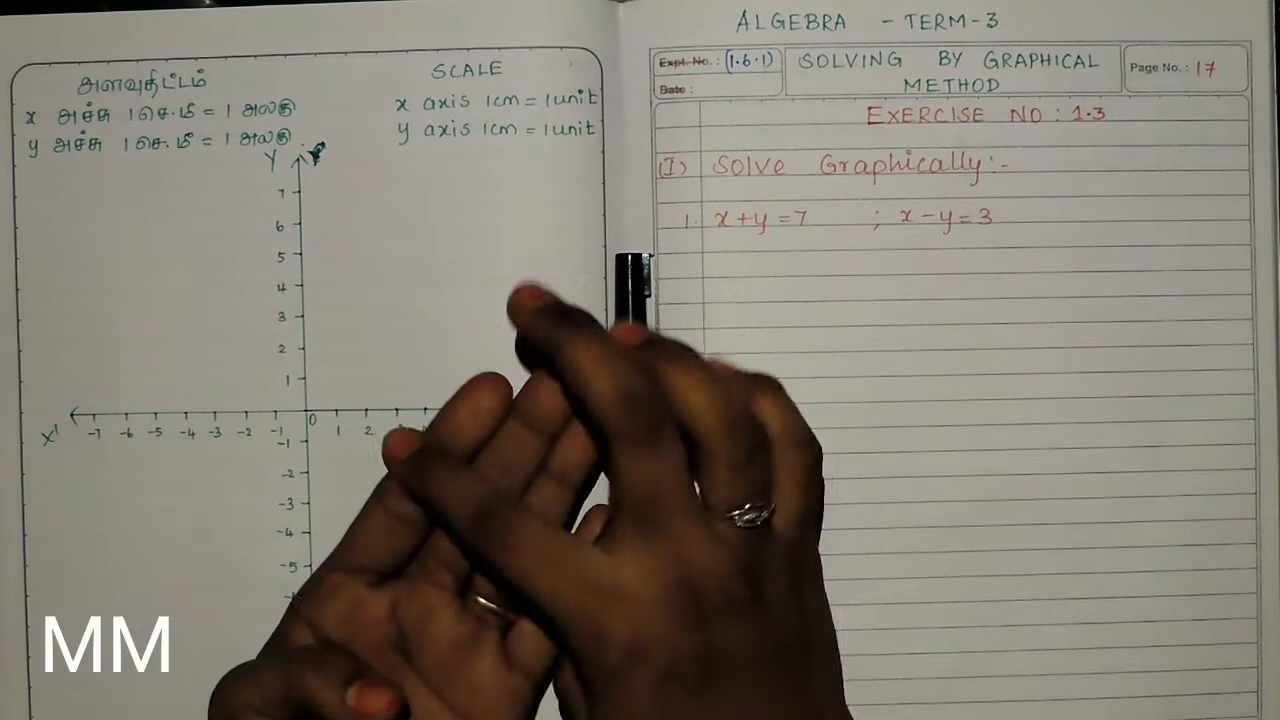 அளவுதிட்டம்
x அச்சு 1செ.மீ = 1 அலகு
y அச்சு 1செ.மீ = 1 அலகு
SCALE
x axis 1cm = 1unit
y axis 1cm = 1unit
Y
7
6
5
4
3
2
1
X' -7 -6 -5 -4 -3 -2 -1 0 1 2
-1
-2
-3
-4
-5
ALGEBRA - TERM-3
Expt. No. : (1.6.1)
Date :
SOLVING BY GRAPHICAL
METHOD
Page No. : 17
EXERCISE NO : 1.3
(I) Solve Graphically:-
1. x+y=7 ; x-y=3
MM